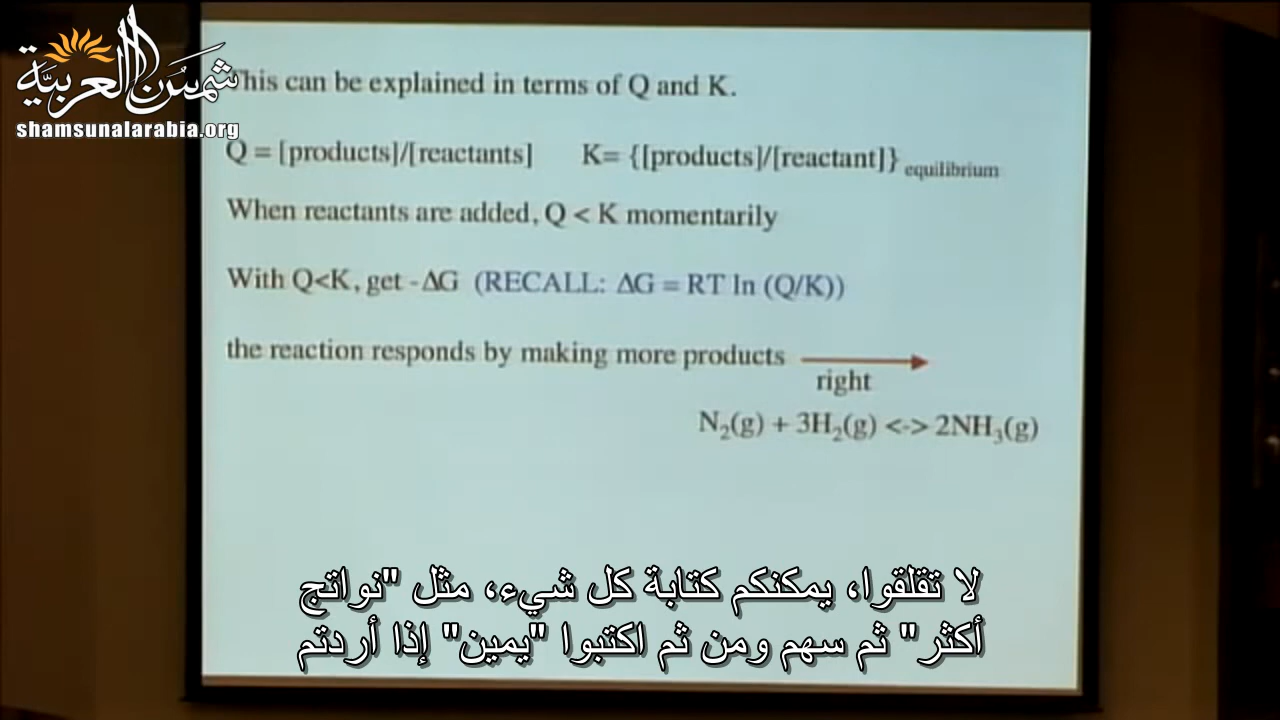 شمسُ العربيّة
shamsunalarabia.org
This can be explained in terms of Q and K.
Q = [products]/[reactants] K= {[products]/[reactant]} equilibrium
When reactants are added, Q < K momentarily
With Q<K, get -ΔG (RECALL: ΔG = RT ln (Q/K))
the reaction responds by making more products
right
N₂(g) + 3H₂(g) <-> 2NH₃(g)
لا تقلقوا، يمكنكم كتابة كل شيء، مثل "نواتج
أكثر" ثم سهم ومن ثم اكتبوا "يمين" إذا أردتم